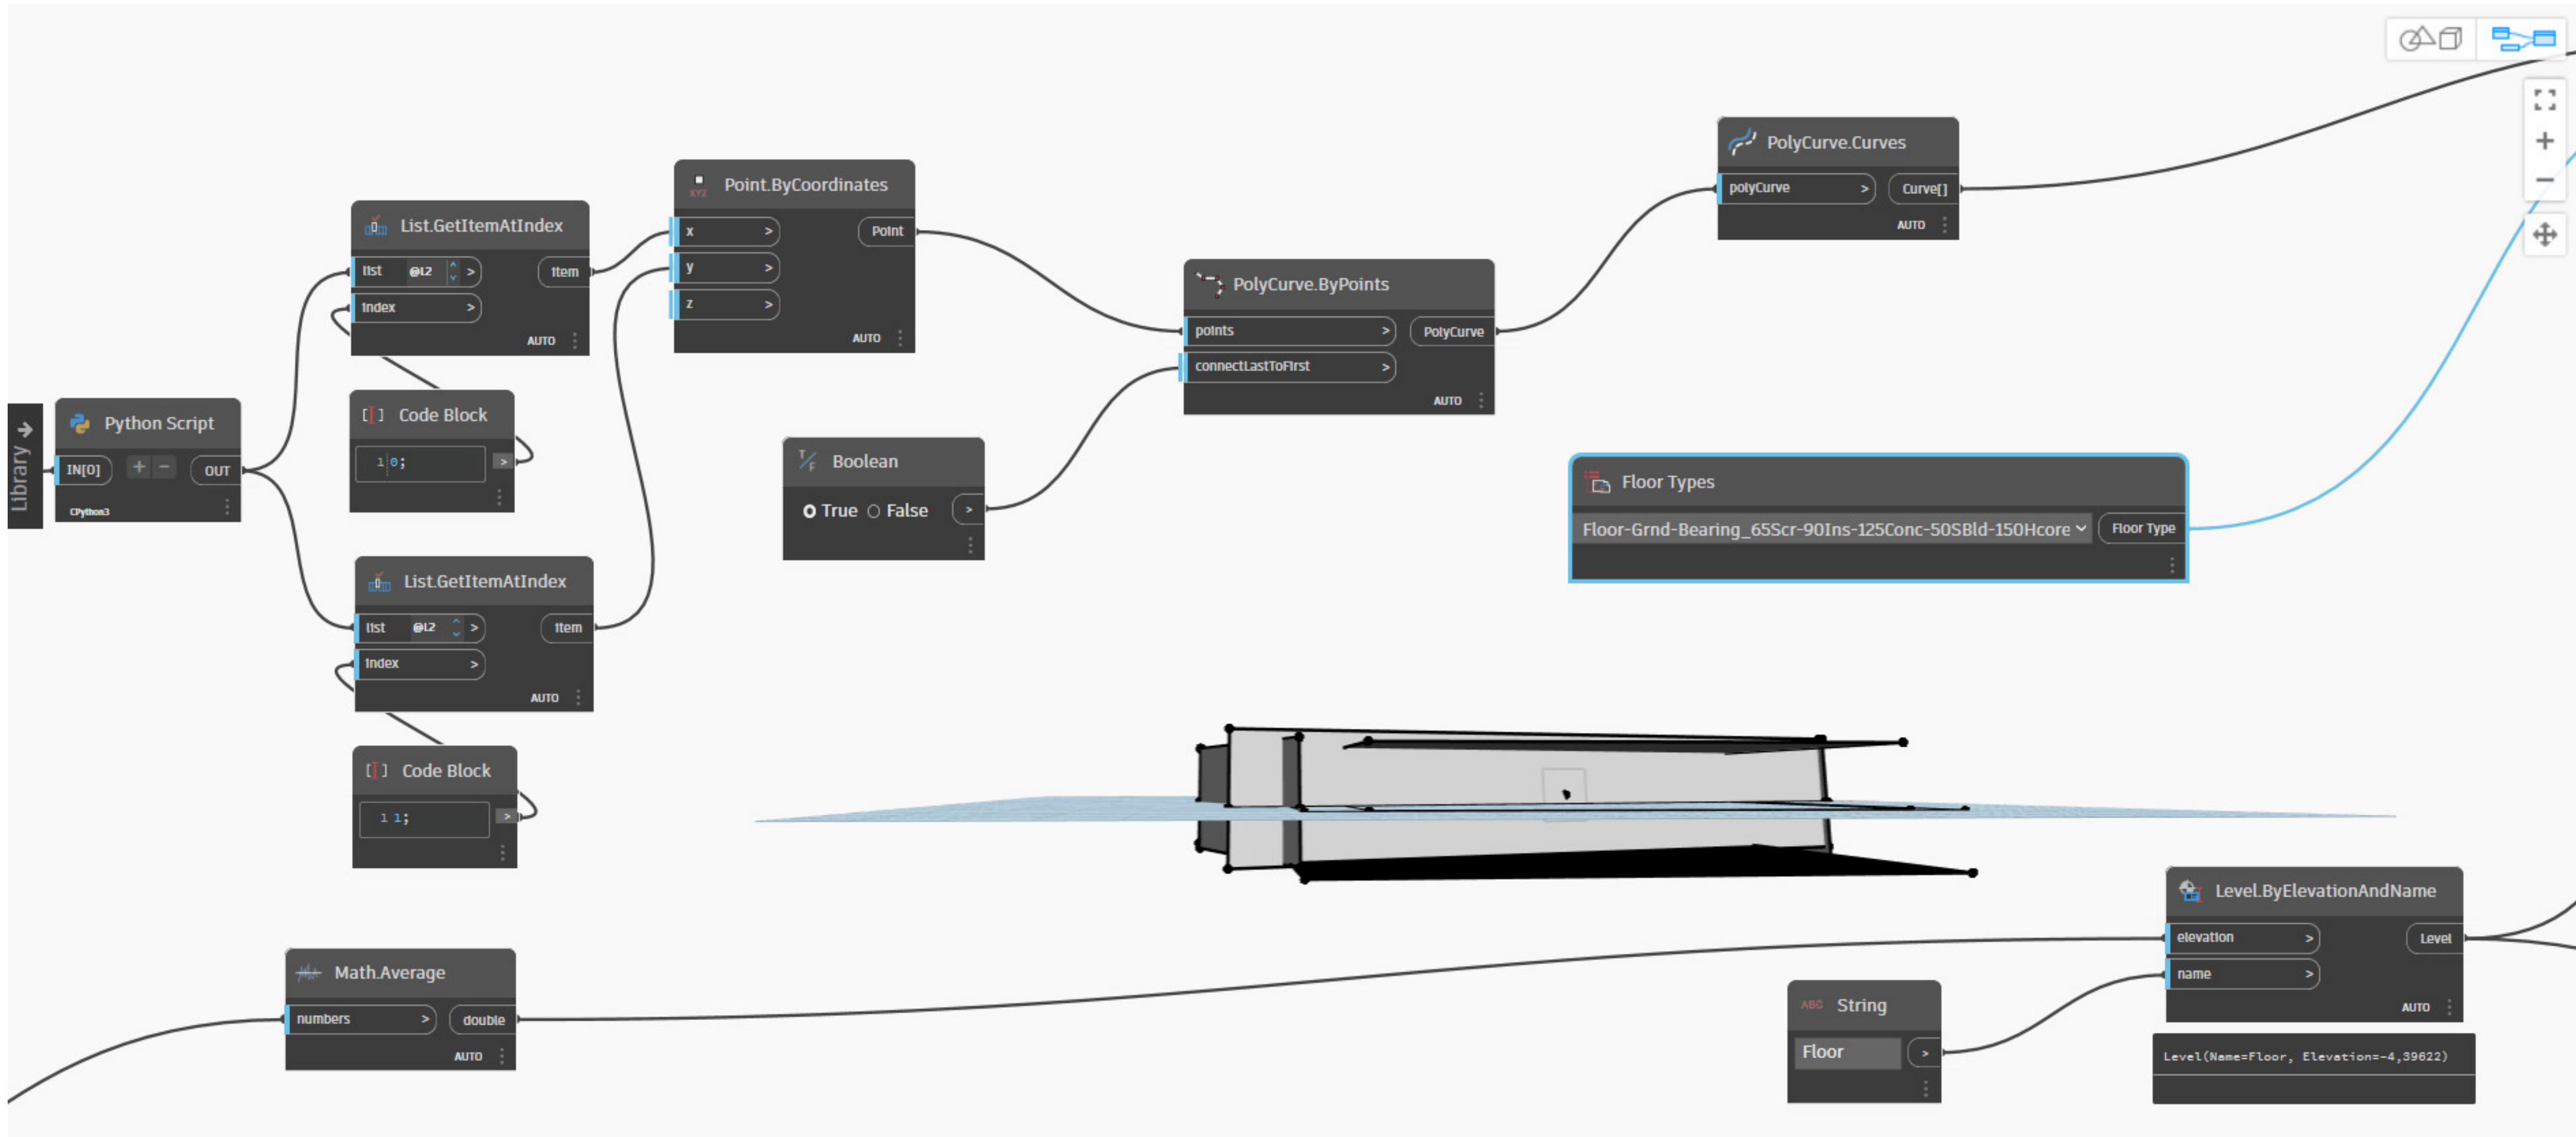 Library
Python Script
IN[0]
+
−
OUT
CPython3
List.GetItemAtIndex
list
@L2
>
Item
Index
>
AUTO
Code Block
1 0;
>
List.GetItemAtIndex
list
@L2
>
Item
Index
>
AUTO
Code Block
1 1;
>
XYZ
Point.ByCoordinates
x >
Point
y >
z >
AUTO
T/F
Boolean
True
False
>
PolyCurve.ByPoints
points >
PolyCurve
connectLastToFirst >
AUTO
PolyCurve.Curves
polyCurve >
Curve[]
AUTO
Floor Types
Floor-Grnd-Bearing_65Scr-90Ins-125Conc-50SBld-150Hcore
Floor Type
Math.Average
numbers >
double
AUTO
ABC
String
Floor
>
Level.ByElevationAndName
elevation >
Level
name >
AUTO
Level(Name=Floor, Elevation=-4,39622)